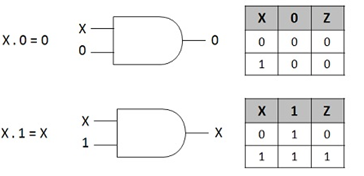 X.0 = 0
X
0
0
X 0 Z
0 0 0
1 0 0
X.1 = X
X
1
X
X 1 Z
0 1 0
1 1 1